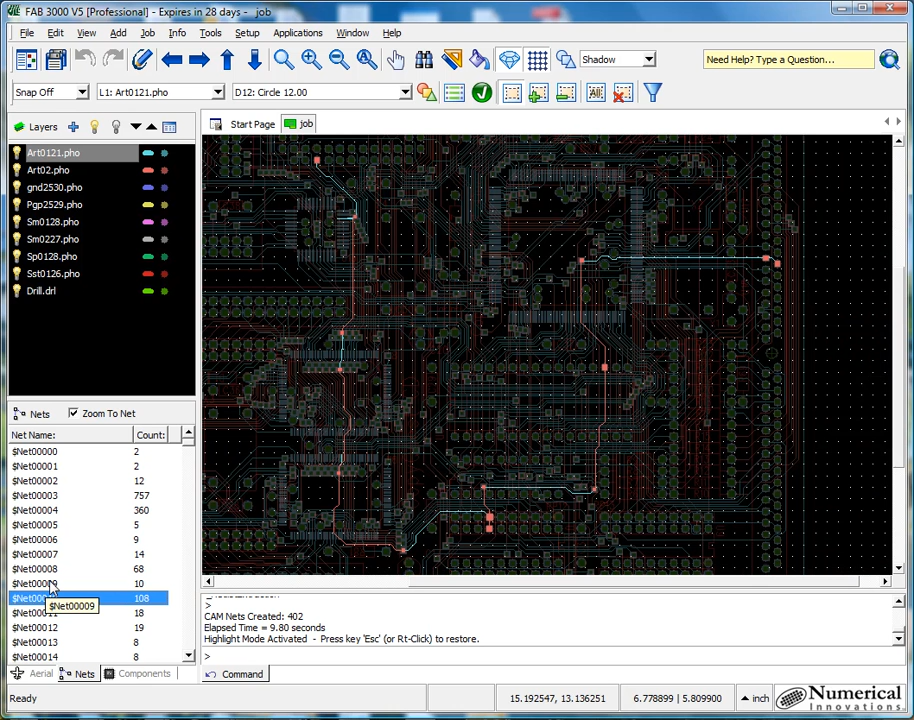 FAB 3000 V5 [Professional] - Expires in 28 days - job
File Edit View Add Job Info Tools Setup Applications Window Help
Shadow Need Help? Type a Question...
Snap Off L1: Art0121.pho D12: Circle 12.00 All
Layers Start Page job
Art0121.pho
Art02.pho
gnd2530.pho
Pgp2529.pho
Sm0128.pho
Sm0227.pho
Sp0128.pho
Sst0126.pho
Drill.drl
Nets Zoom To Net
Net Name: Count:
$Net00000 2
$Net00001 2
$Net00002 12
$Net00003 757
$Net00004 360
$Net00005 5
$Net00006 9
$Net00007 14
$Net00008 68
$Net00009 10
108
$Net00009
18
$Net00012 19
$Net00013 8
$Net00014 8
>
CAM Nets Created: 402
Elapsed Time = 9.80 seconds
Highlight Mode Activated - Press key 'Esc' (or Rt-Click) to restore.
>
Aerial Nets Components Command
Ready 15.192547, 13.136251 6.778899 | 5.809900 inch Numerical
Innovations